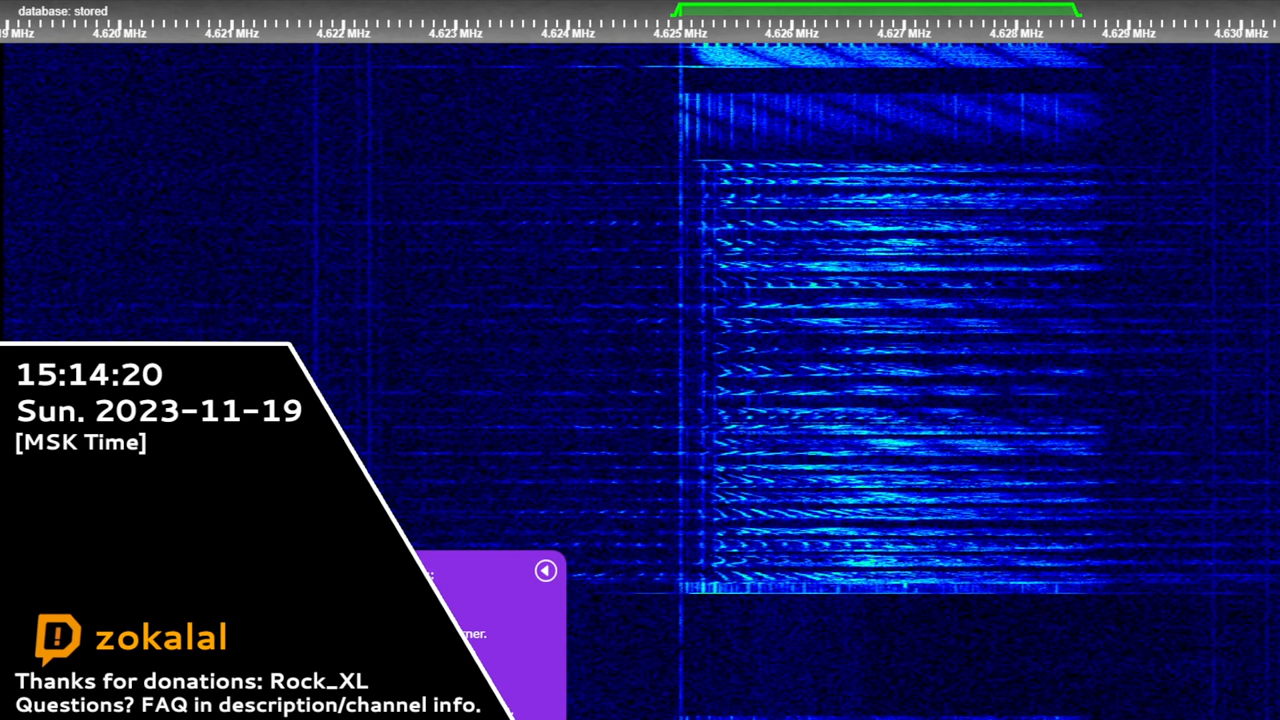 database: stored
19 MHz 4.620 MHz 4.621 MHz 4.622 MHz 4.623 MHz 4.624 MHz 4.625 MHz 4.626 MHz 4.627 MHz 4.628 MHz 4.629 MHz 4.630 MHz
15:14:20
Sun. 2023-11-19
[MSK Time]
ner.
zokalal
Thanks for donations: Rock_XL
Questions? FAQ in description/channel info.